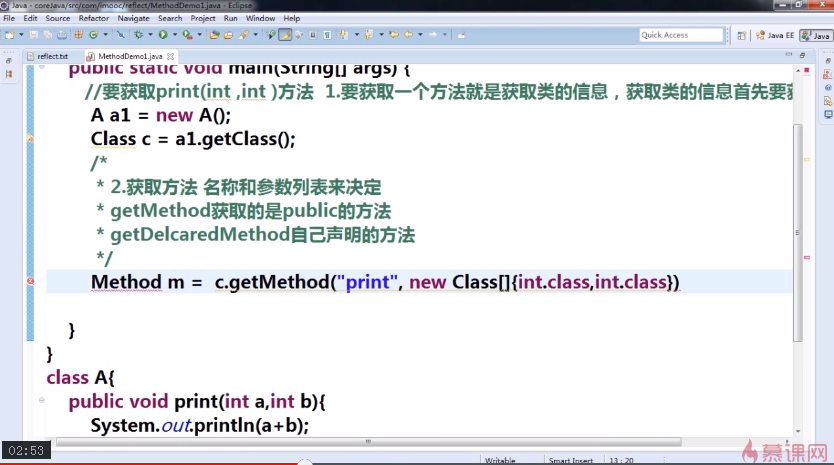 Java - coreJava/src/com/imooc/reflect/MethodDemo1.java - Eclipse
File Edit Source Refactor Navigate Search Project Run Window Help
Quick Access
Java EE
Java
reflect.txt
MethodDemo1.java
public static void main(String[] args) {
//要获取print(int ,int )方法 1.要获取一个方法就是获取类的信息，获取类的信息首先要获
A a1 = new A();
Class c = a1.getClass();
/*
* 2.获取方法 名称和参数列表来决定
* getMethod获取的是public的方法
* getDelcaredMethod自己声明的方法
*/
Method m = c.getMethod("print", new Class[]{int.class,int.class})
}
}
class A{
public void print(int a,int b){
System.out.println(a+b);
02:53
Writable
Smart Insert
13 : 20
慕课网